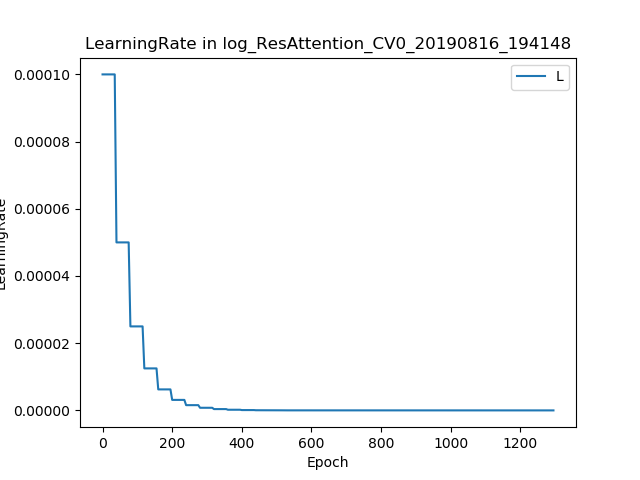 LearningRate in log_ResAttention_CV0_20190816_194148
L
0.00010
0.00008
0.00006
0.00004
0.00002
0.00000
LearningRate
0 200 400 600 800 1000 1200
Epoch